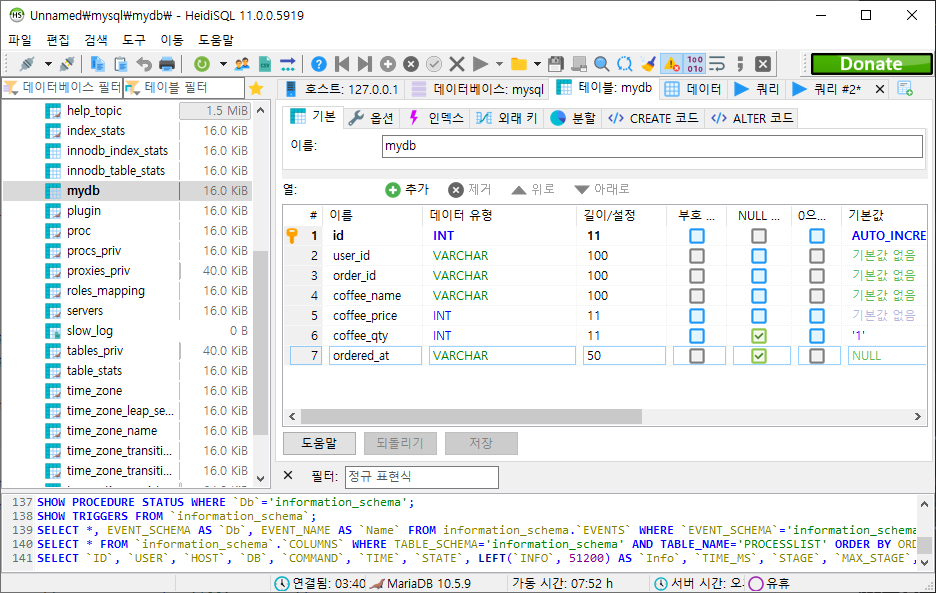 Unnamed₩mysql₩mydb₩ - HeidiSQL 11.0.0.5919
파일 편집 검색 도구 이동 도움말
Donate
데이터베이스 필터 테이블 필터
호스트: 127.0.0.1 데이터베이스: mysql 테이블: mydb 데이터 쿼리 쿼리 #2*
help_topic 1.5 MiB
index_stats 16.0 KiB
innodb_index_stats 16.0 KiB
innodb_table_stats 16.0 KiB
mydb 16.0 KiB
plugin 16.0 KiB
proc 16.0 KiB
procs_priv 16.0 KiB
proxies_priv 40.0 KiB
roles_mapping 16.0 KiB
servers 16.0 KiB
slow_log 0 B
tables_priv 40.0 KiB
table_stats 16.0 KiB
time_zone 16.0 KiB
time_zone_leap_se... 16.0 KiB
time_zone_name 16.0 KiB
time_zone_transiti... 16.0 KiB
time_zone_transiti... 16.0 KiB
기본 옵션 인덱스 외래 키 분할 CREATE 코드 ALTER 코드
이름: mydb
열: 추가 제거 위로 아래로
# 이름 데이터 유형 길이/설정 부호 ... NULL ... 0으... 기본값
1 id INT 11 AUTO_INCRE
2 user_id VARCHAR 100 기본값 없음
3 order_id VARCHAR 100 기본값 없음
4 coffee_name VARCHAR 100 기본값 없음
5 coffee_price INT 11 기본값 없음
6 coffee_qty INT 11 '1'
7 ordered_at VARCHAR 50 NULL
도움말 되돌리기 저장
필터: 정규 표현식
137 SHOW PROCEDURE STATUS WHERE `Db`='information_schema';
138 SHOW TRIGGERS FROM `information_schema`;
139 SELECT *, EVENT_SCHEMA AS `Db`, EVENT_NAME AS `Name` FROM information_schema.`EVENTS` WHERE `EVENT_SCHEMA`='information_schema
140 SELECT * FROM `information_schema`.`COLUMNS` WHERE TABLE_SCHEMA='information_schema' AND TABLE_NAME='PROCESSLIST' ORDER BY ORD
141 SELECT `ID`, `USER`, `HOST`, `DB`, `COMMAND`, `TIME`, `STATE`, LEFT(`INFO`, 51200) AS `Info`, `TIME_MS`, `STAGE`, `MAX_STAGE`,
연결됨: 03:40 MariaDB 10.5.9 가동 시간: 07:52 h 서버 시간: 오 유휴